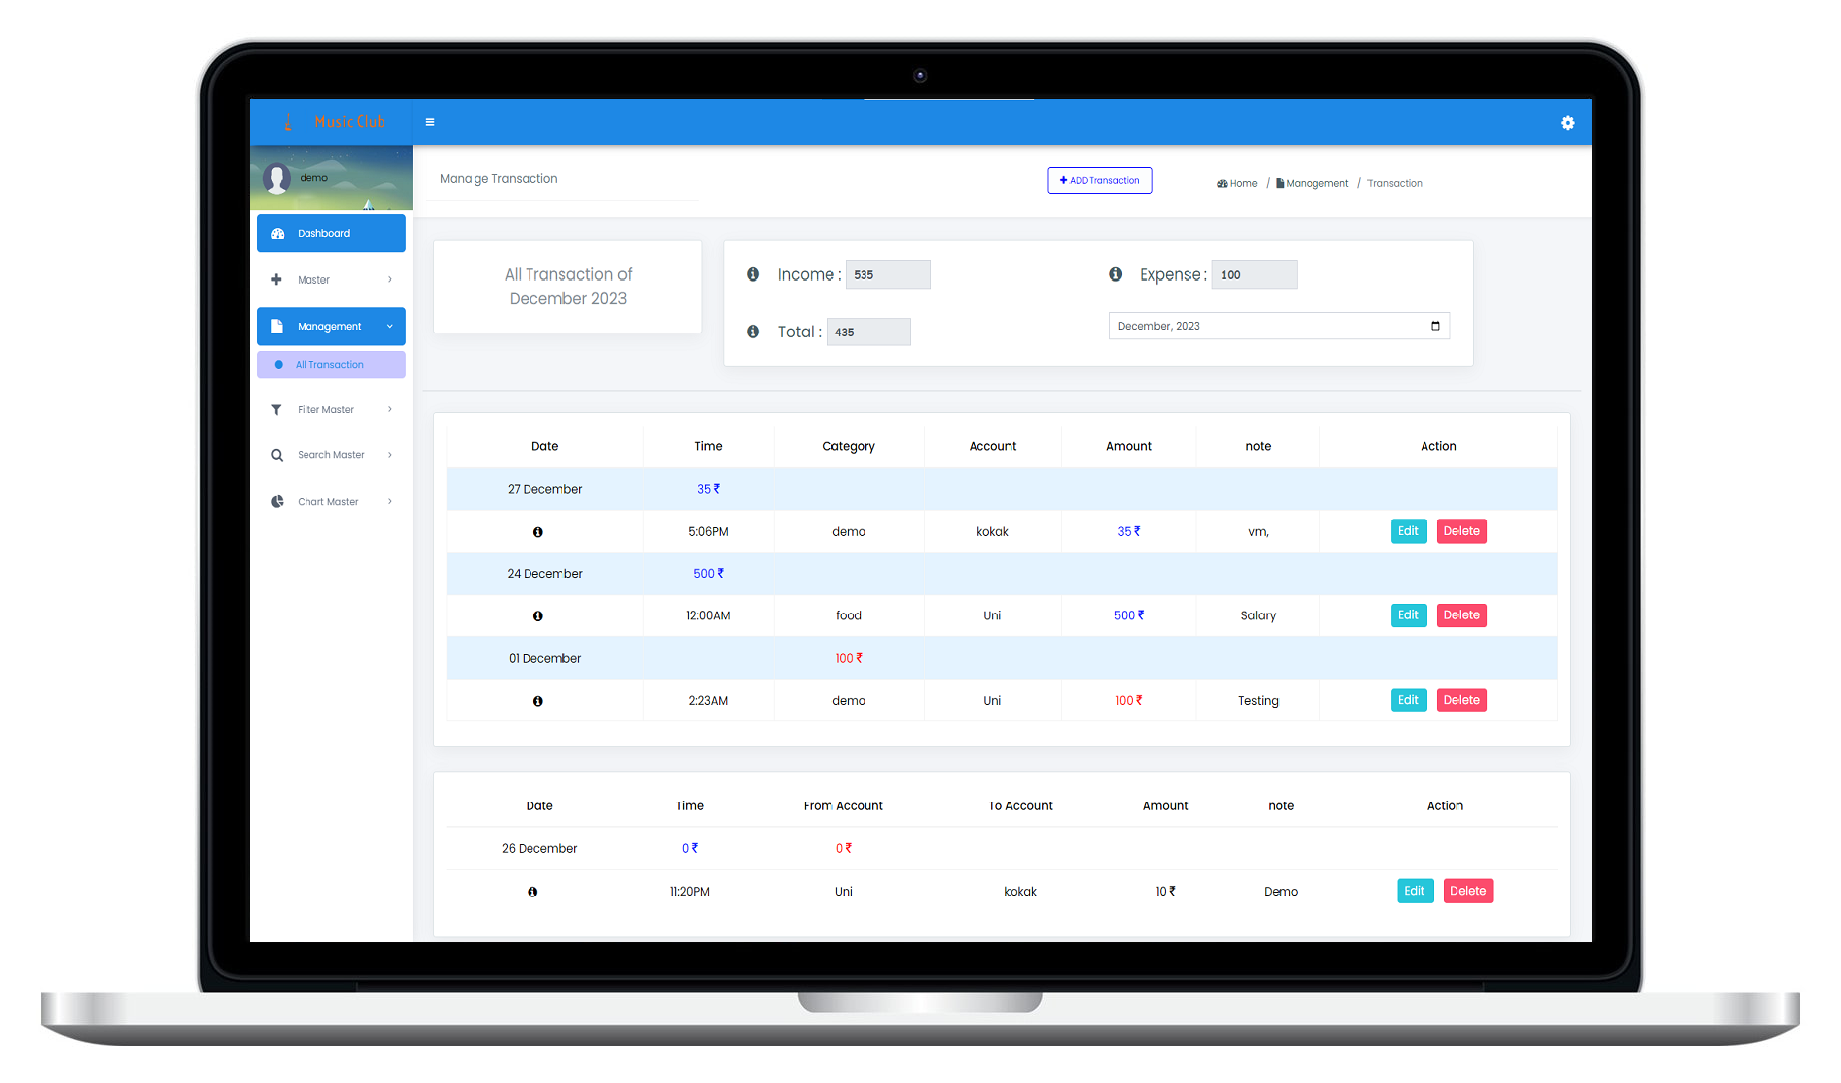 Music Club
demo
Manage Transaction
ADD Transaction
Home / Management / Transaction
Dashboard
Master
Management
All Transaction
Filter Master
Search Master
Chart Master
All Transaction of
December 2023
Income : 535
Expense : 100
Total : 435
December, 2023
Date Time Category Account Amount note Action
27 December 35 ₹
5:06PM demo kokak 35 ₹ vm, Edit Delete
24 December 500 ₹
12:00AM food Uni 500 ₹ Salary Edit Delete
01 December 100 ₹
2:23AM demo Uni 100 ₹ Testing Edit Delete
Date Time From Account To Account Amount note Action
26 December 0 ₹ 0 ₹
11:20PM Uni kokak 10 ₹ Demo Edit Delete